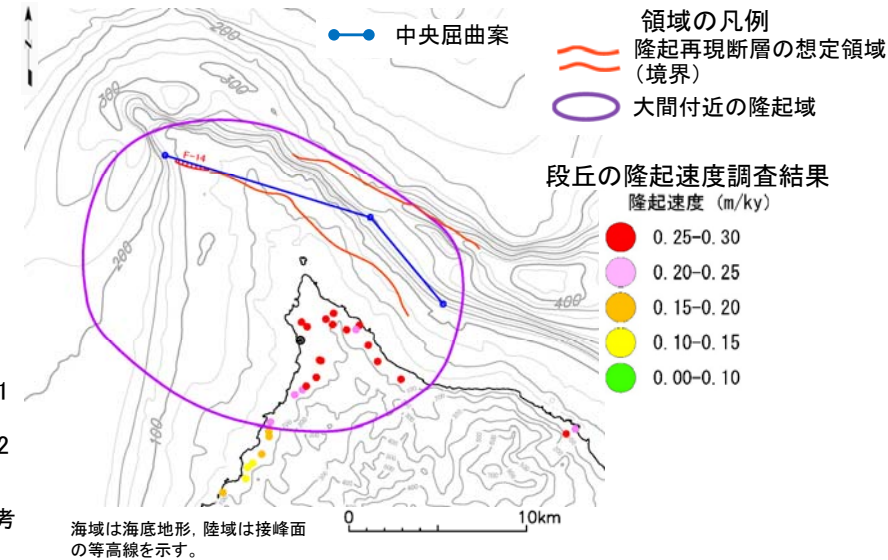 中央屈曲案
領域の凡例
隆起再現断層の想定領域
（境界）
大間付近の隆起域
段丘の隆起速度調査結果
隆起速度 (m/ky)
0.25-0.30
0.20-0.25
0.15-0.20
0.10-0.15
0.00-0.10
N
200
300
300
F-14
200
400
100
1
2
考
海域は海底地形，陸域は接峰面
の等高線を示す。
0
10km